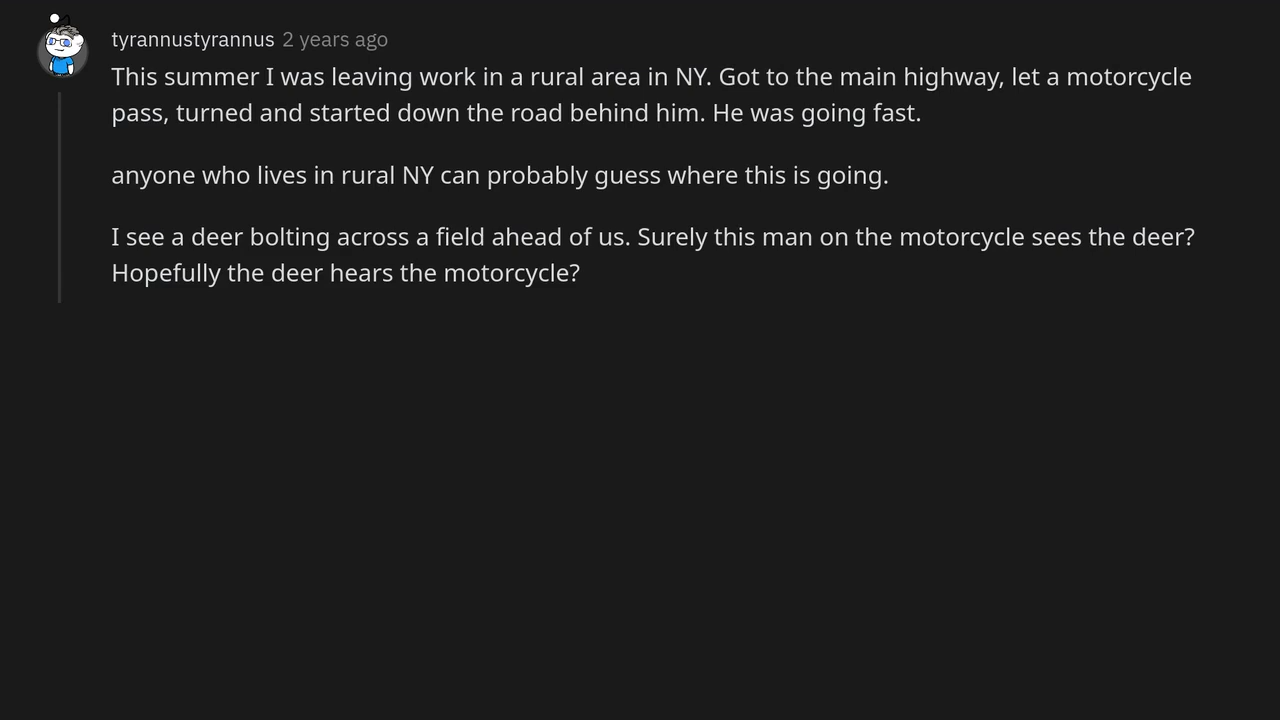 tyrannustyrannus 2 years ago
This summer I was leaving work in a rural area in NY. Got to the main highway, let a motorcycle
pass, turned and started down the road behind him. He was going fast.
anyone who lives in rural NY can probably guess where this is going.
I see a deer bolting across a field ahead of us. Surely this man on the motorcycle sees the deer?
Hopefully the deer hears the motorcycle?